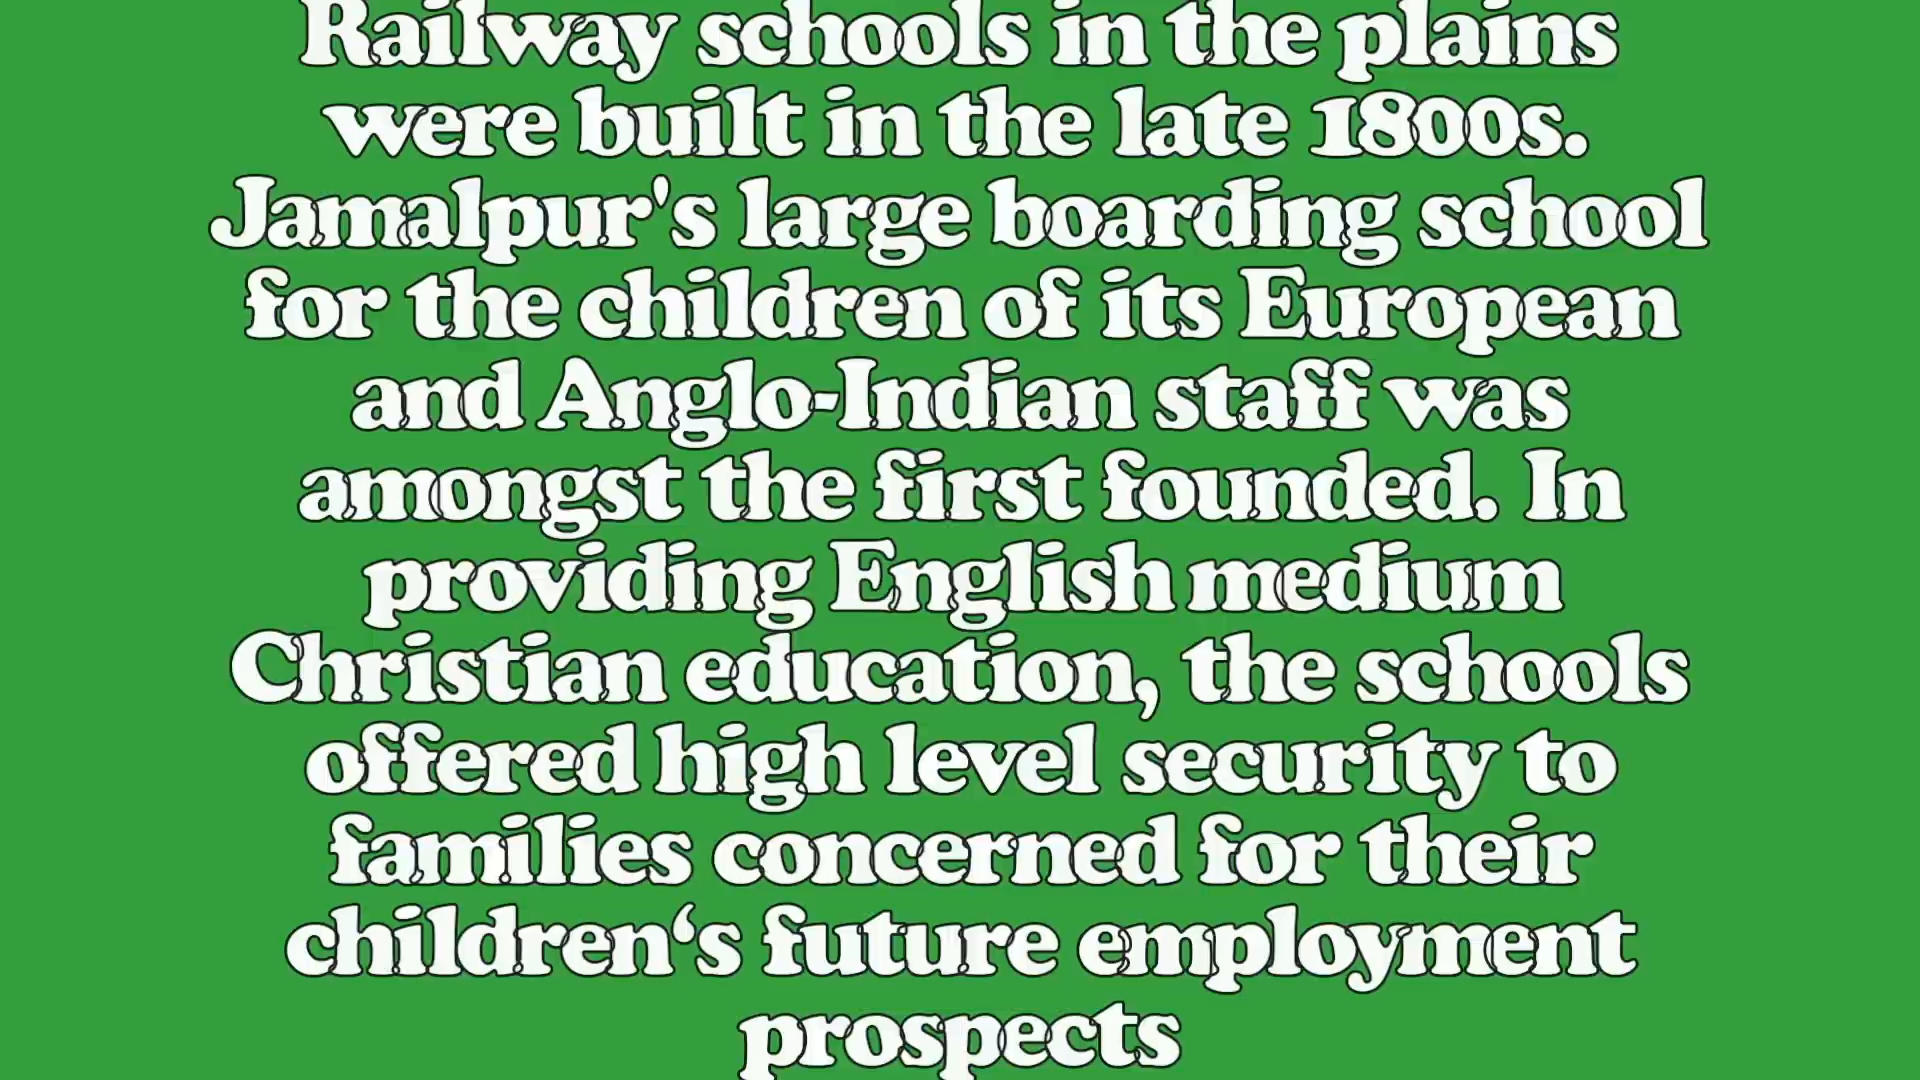 Railway schools in the plains
were built in the late 1800s.
Jamalpur's large boarding school
for the children of its European
and Anglo-Indian staff was
amongst the first founded. In
providing English medium
Christian education, the schools
offered high level security to
families concerned for their
children‘s future employment
prospects